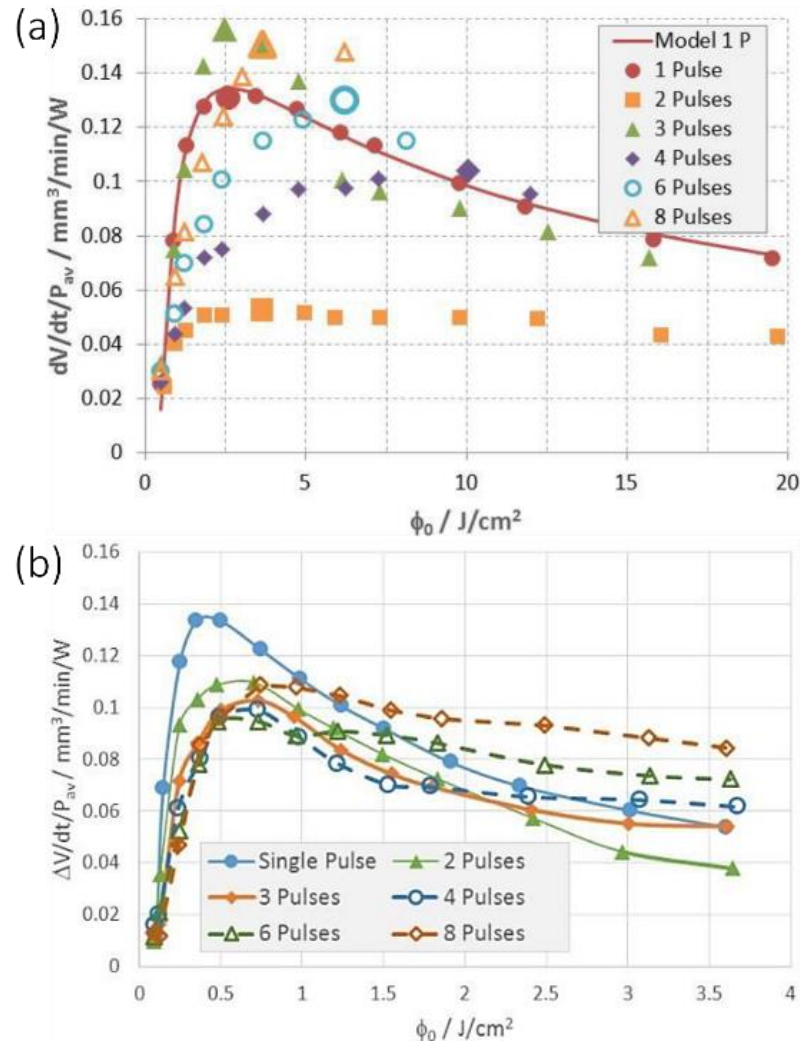 (a)
0.16
0.14
0.12
0.1
0.08
0.06
0.04
0.02
0
dV/dt/Pav / mm³/min/W
Model 1 P
1 Pulse
2 Pulses
3 Pulses
4 Pulses
6 Pulses
8 Pulses
0 5 10 15 20
ϕ₀ / J/cm²
(b)
0.16
0.14
0.12
0.1
0.08
0.06
0.04
0.02
0
ΔV/dt/Pav / mm³/min/W
Single Pulse 2 Pulses
3 Pulses 4 Pulses
6 Pulses 8 Pulses
0 0.5 1 1.5 2 2.5 3 3.5 4
ϕ₀ / J/cm²